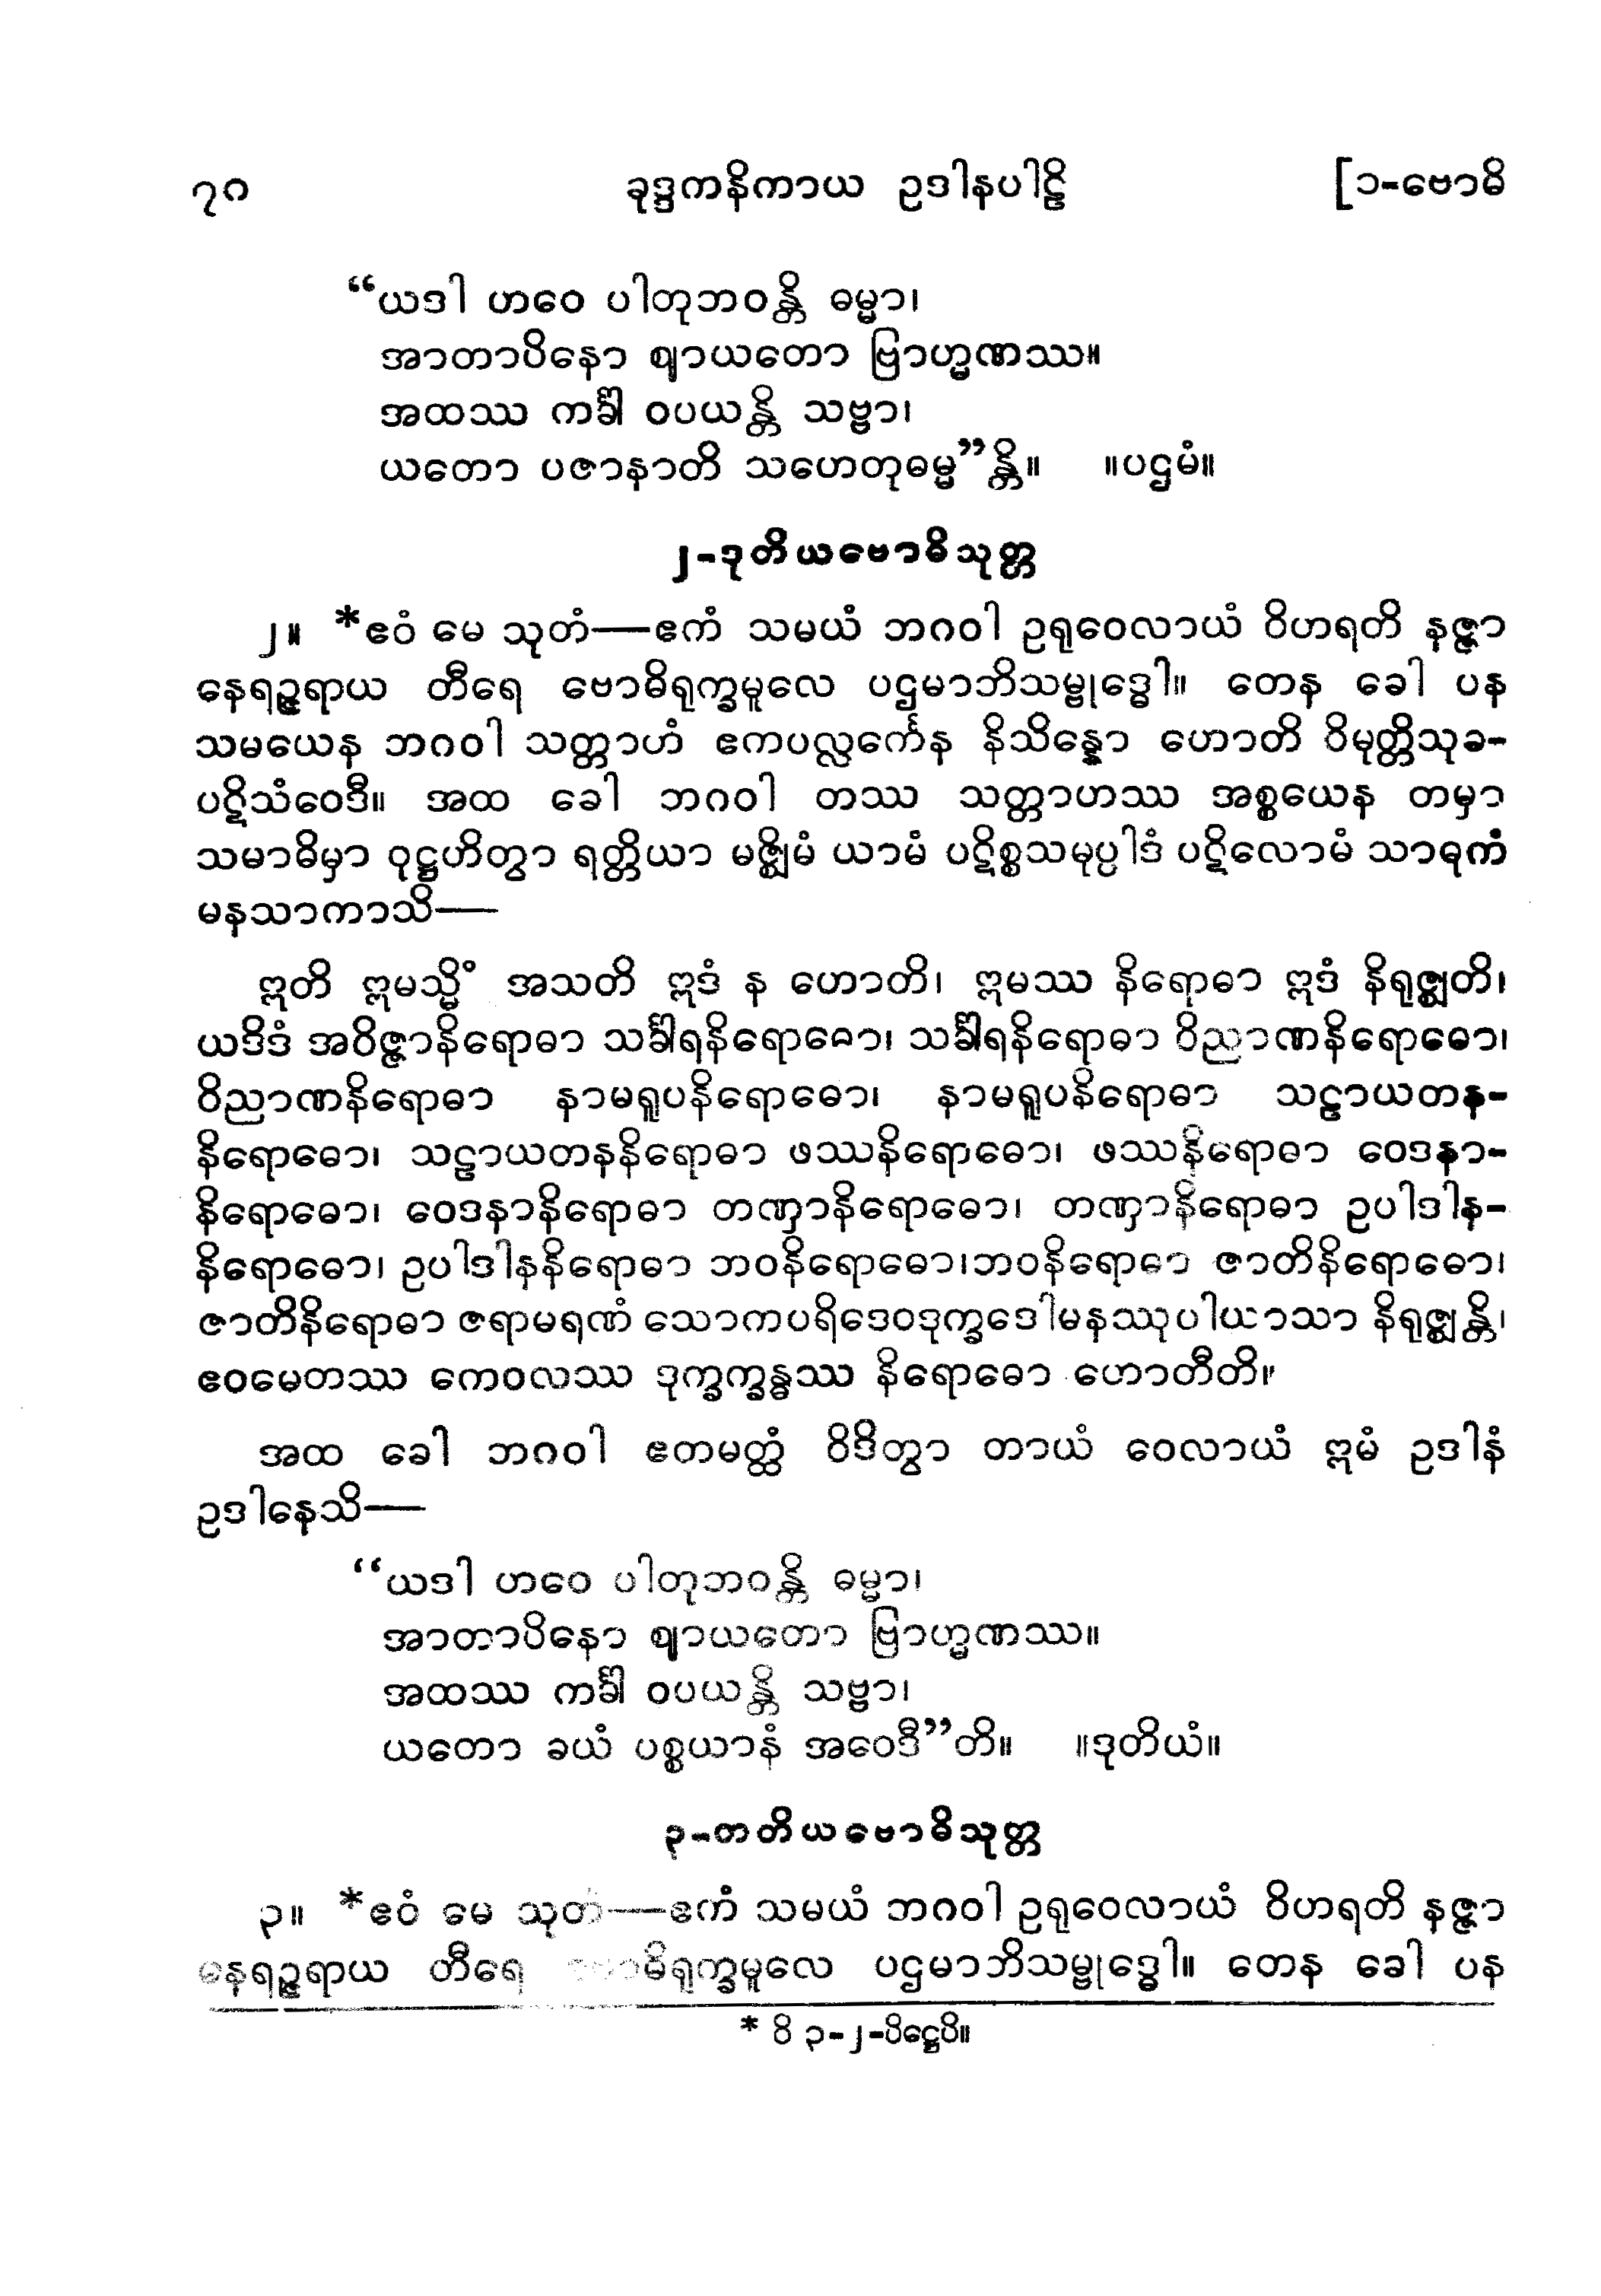 ၇၈ ခုဒ္ဒကနိကာယ ဥဒါနပါဠိ [၁-ဗောဓိ
“ယဒါ ဟဝေ ပါတုဘဝန္တိ ဓမ္မာ၊
အာတာပိနော ဈာယတော ဗြာဟ္မဏဿ။
အထဿ ကင်္ခါ ဝပယန္တိ သဗ္ဗာ၊
ယတော ပဇာနာတိ သဟေတုဓမ္မ”န္တိ။ ။ပဌမံ။
၂-ဒုတိယဗောဓိသုတ္တ
၂။ *ဧဝံ မေ သုတံ—ဧကံ သမယံ ဘဂဝါ ဥရုဝေလာယံ ဝိဟရတိ နဇ္ဇာ
နေရဉ္ဇရာယ တီရေ ဗောဓိရုက္ခမူလေ ပဌမာဘိသမ္ဗုဒ္ဓေါ။ တေန ခေါ ပန
သမယေန ဘဂဝါ သတ္တာဟံ ဧကပလ္လင်္ကေန နိသိန္နော ဟောတိ ဝိမုတ္တိသုခ-
ပဋိသံဝေဒီ။ အထ ခေါ ဘဂဝါ တဿ သတ္တာဟဿ အစ္စယေန တမှာ
သမာဓိမှာ ဝုဋ္ဌဟိတွာ ရတ္တိယာ မဇ္ဈိမံ ယာမံ ပဋိစ္စသမုပ္ပါဒံ ပဋိလောမံ သာဓုကံ
မနသာကာသိ—
ဣတိ ဣမသ္မိံ အသတိ ဣဒံ န ဟောတိ၊ ဣမဿ နိရောဓာ ဣဒံ နိရုဇ္ဈတိ၊
ယဒိဒံ အဝိဇ္ဇာနိရောဓာ သင်္ခါရနိရောဓော၊ သင်္ခါရနိရောဓာ ဝိညာဏနိရောဓော၊
ဝိညာဏနိရောဓာ နာမရူပနိရောဓော၊ နာမရူပနိရောဓာ သဠာယတန-
နိရောဓော၊ သဠာယတနနိရောဓာ ဖဿနိရောဓော၊ ဖဿနိရောဓာ ဝေဒနာ-
နိရောဓော၊ ဝေဒနာနိရောဓာ တဏှာနိရောဓော၊ တဏှာနိရောဓာ ဥပါဒါန-
နိရောဓော၊ ဥပါဒါနနိရောဓာ ဘဝနိရောဓော၊ဘဝနိရောဓာ ဇာတိနိရောဓော၊
ဇာတိနိရောဓာ ဇရာမရဏံ သောကပရိဒေဝဒုက္ခဒေါမနဿုပါယာသာ နိရုဇ္ဈန္တိ၊
ဧဝမေတဿ ကေဝလဿ ဒုက္ခက္ခန္ဓဿ နိရောဓော ဟောတီတိ။
အထ ခေါ ဘဂဝါ ဧတမတ္ထံ ဝိဒိတွာ တာယံ ဝေလာယံ ဣမံ ဥဒါနံ
ဥဒါနေသိ—
“ယဒါ ဟဝေ ပါတုဘဝန္တိ ဓမ္မာ၊
အာတာပိနော ဈာယတော ဗြာဟ္မဏဿ။
အထဿ ကင်္ခါ ဝပယန္တိ သဗ္ဗာ၊
ယတော ခယံ ပစ္စယာနံ အဝေဒီ”တိ။ ။ဒုတိယံ။
၃-တတိယဗောဓိသုတ္တ
၃။ *ဧဝံ မေ သုတံ—ဧကံ သမယံ ဘဂဝါ ဥရုဝေလာယံ ဝိဟရတိ နဇ္ဇာ
နေရဉ္ဇရာယ တီရေ ဗောဓိရုက္ခမူလေ ပဌမာဘိသမ္ဗုဒ္ဓေါ။ တေန ခေါ ပန
* ဝိ ၃-၂-ပိဋ္ဌေပိ။